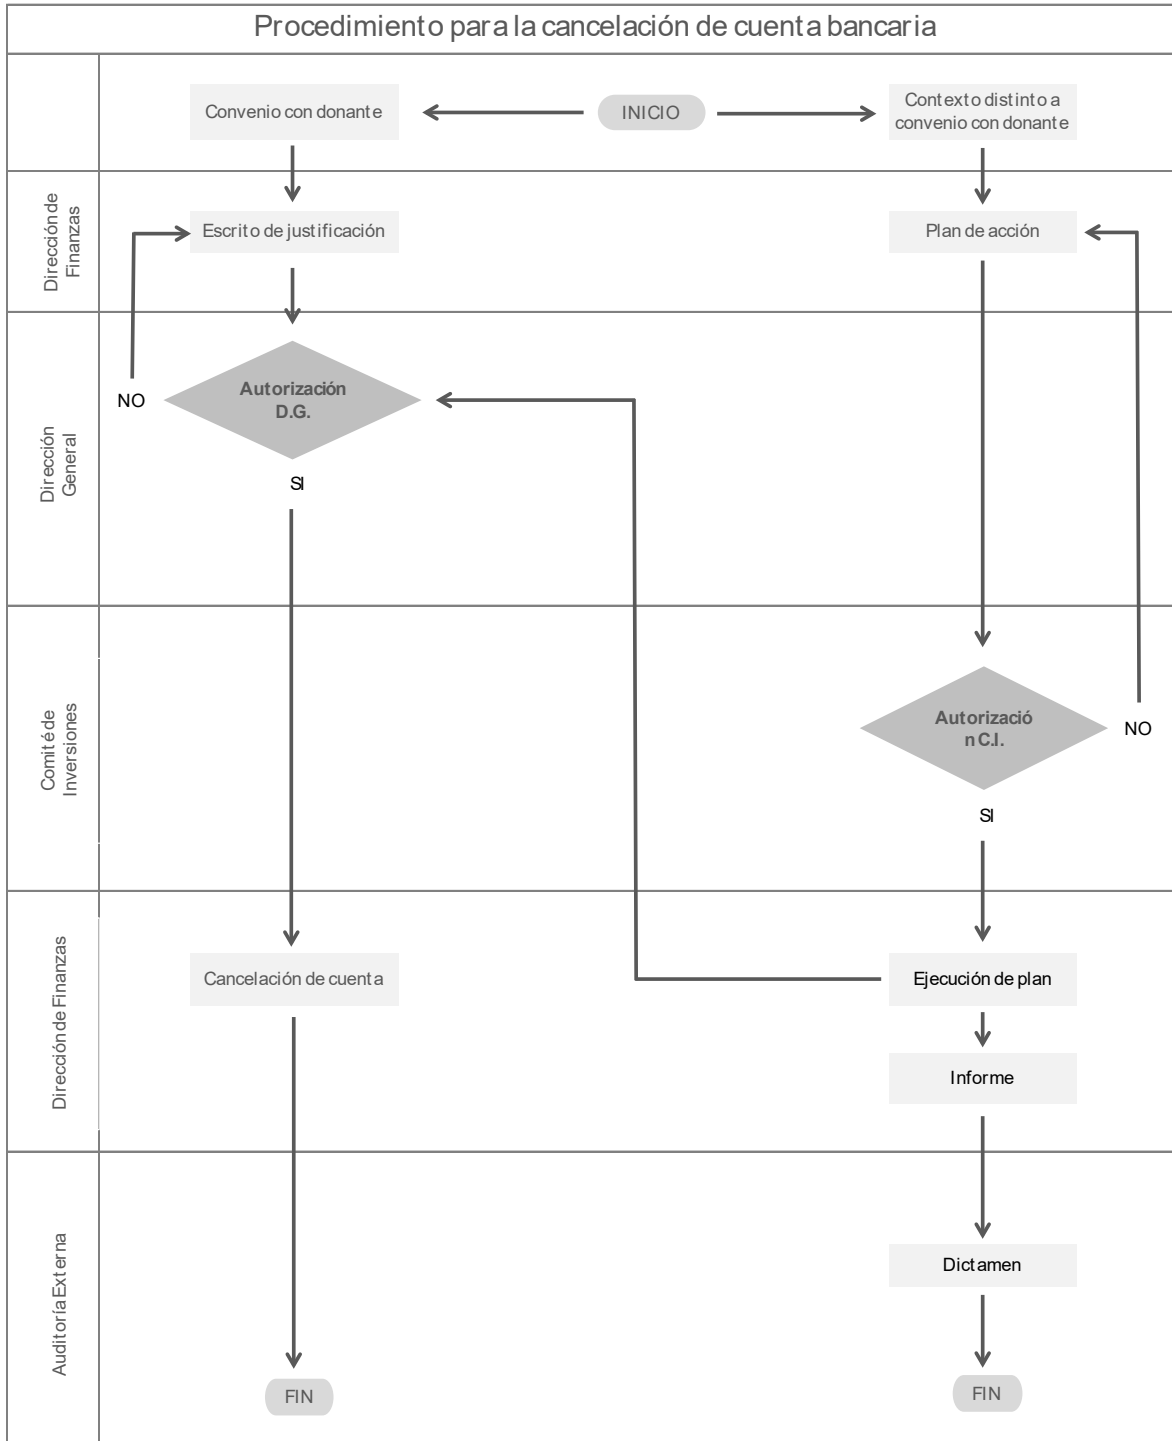 Procedimiento para la cancelación de cuenta bancaria
Convenio con donante
INICIO
Contexto distinto a
convenio con donante
Dirección de
Finanzas
Escrito de justificación
Plan de acción
Dirección
General
NO
Autorización
D.G.
SI
Comité de
Inversiones
Autorizació
n C.I.
NO
SI
Dirección de Finanzas
Cancelación de cuenta
Ejecución de plan
Informe
Auditoría Externa
Dictamen
FIN
FIN